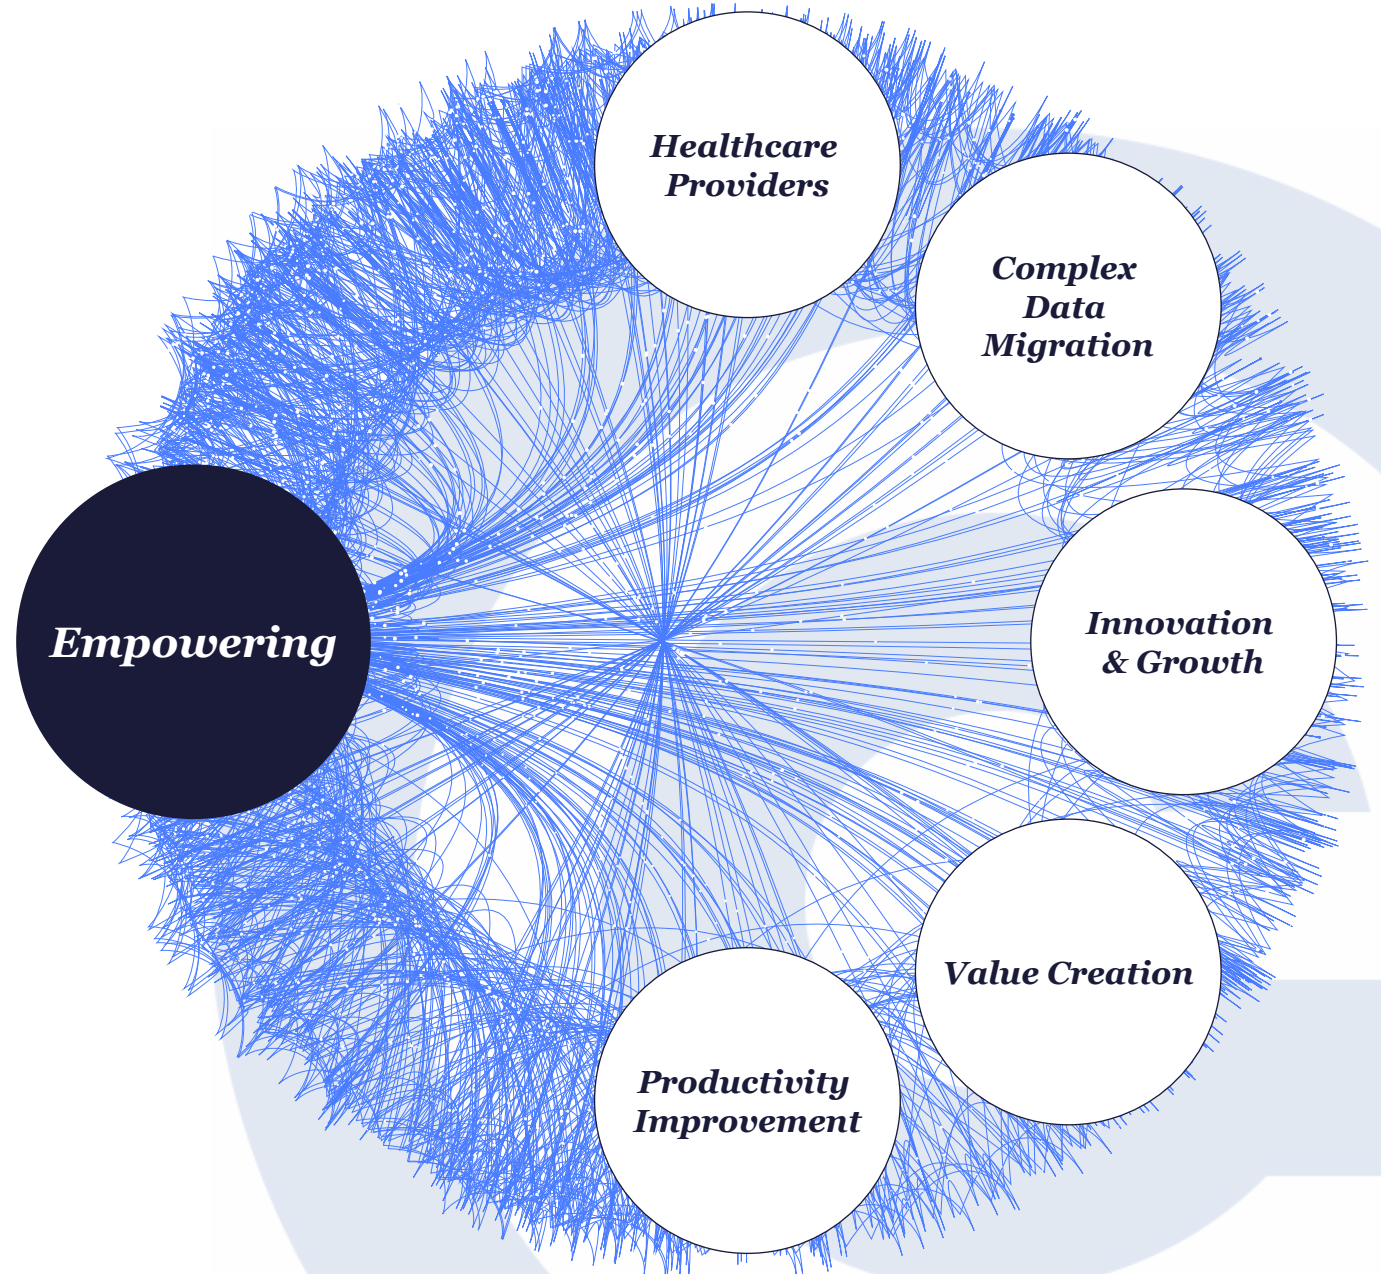 Healthcare
Providers
Complex
Data
Migration
Innovation
& Growth
Empowering
Value Creation
Productivity
Improvement